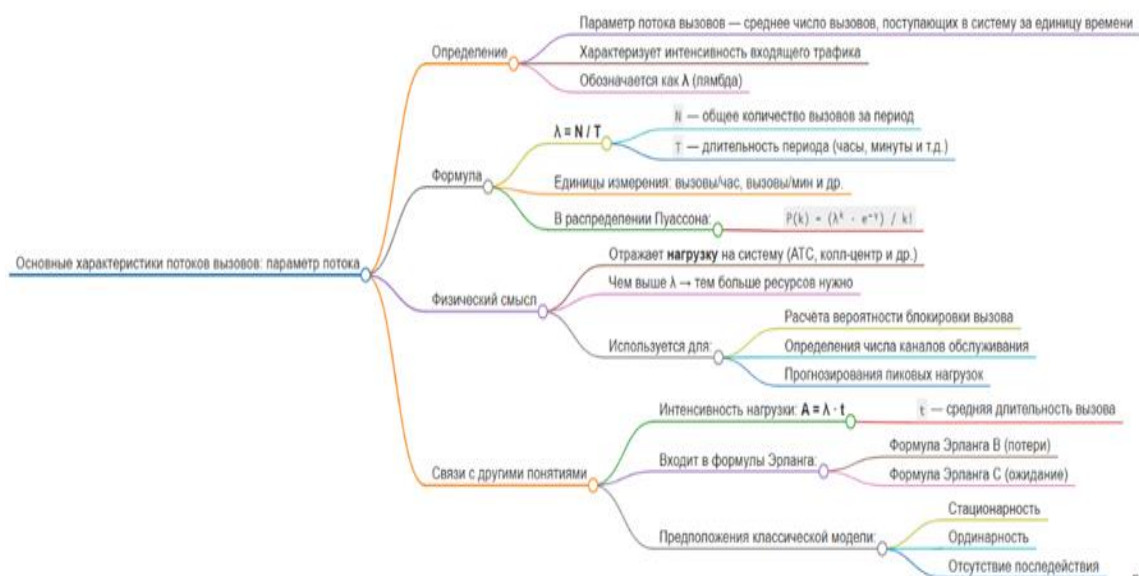 Основные характеристики потоков вызовов: параметр потока
Определение
Параметр потока вызовов — среднее число вызовов, поступающих в систему за единицу времени
Характеризует интенсивность входящего трафика
Обозначается как λ (лямбда)
Формула
λ = N / T
N — общее количество вызовов за период
T — длительность периода (часы, минуты и т.д.)
Единицы измерения: вызовы/час, вызовы/мин и др.
В распределении Пуассона:
P(k) = (λᵏ · e⁻ᵞ) / k!
Физический смысл
Отражает нагрузку на систему (АТС, колл-центр и др.)
Чем выше λ → тем больше ресурсов нужно
Используется для:
Расчёта вероятности блокировки вызова
Определения числа каналов обслуживания
Прогнозирования пиковых нагрузок
Связи с другими понятиями
Интенсивность нагрузки: A = λ · t
t — средняя длительность вызова
Входит в формулы Эрланга:
Формула Эрланга B (потери)
Формула Эрланга C (ожидание)
Предположения классической модели:
Стационарность
Ординарность
Отсутствие последействия